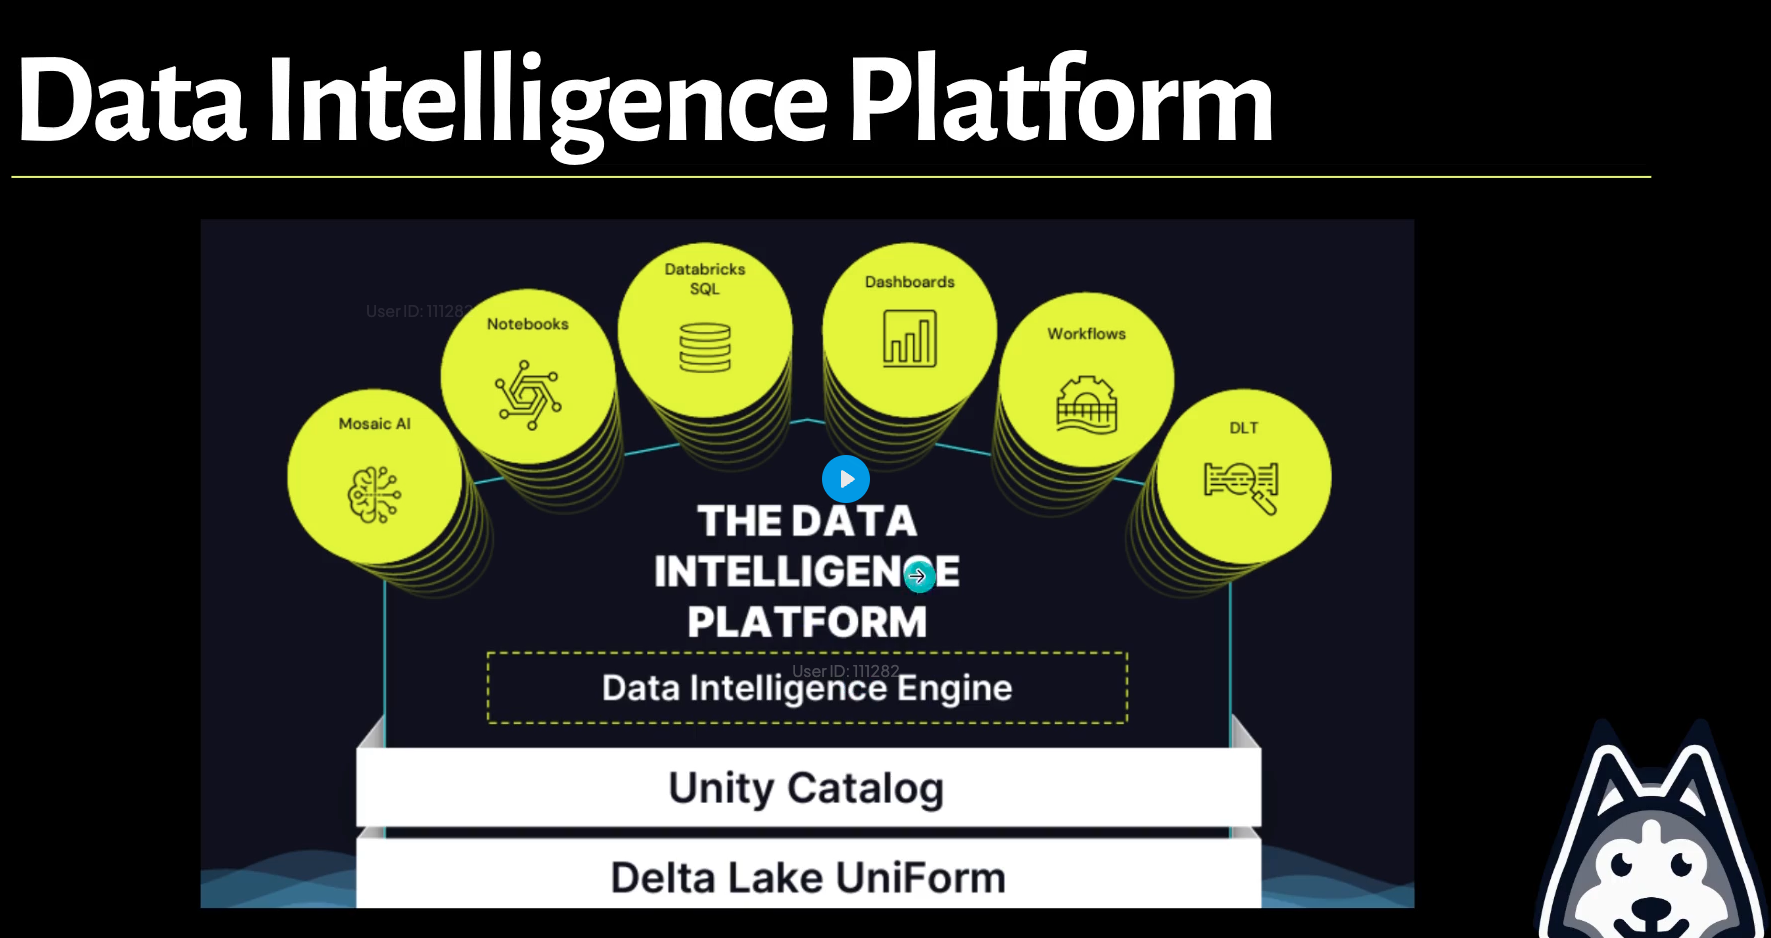 Data Intelligence Platform
Databricks
SQL
Dashboards
User ID: 111282
Notebooks
Workflows
Mosaic AI
DLT
THE DATA
INTELLIGENCE
PLATFORM
User ID: 111282
Data Intelligence Engine
Unity Catalog
Delta Lake UniForm